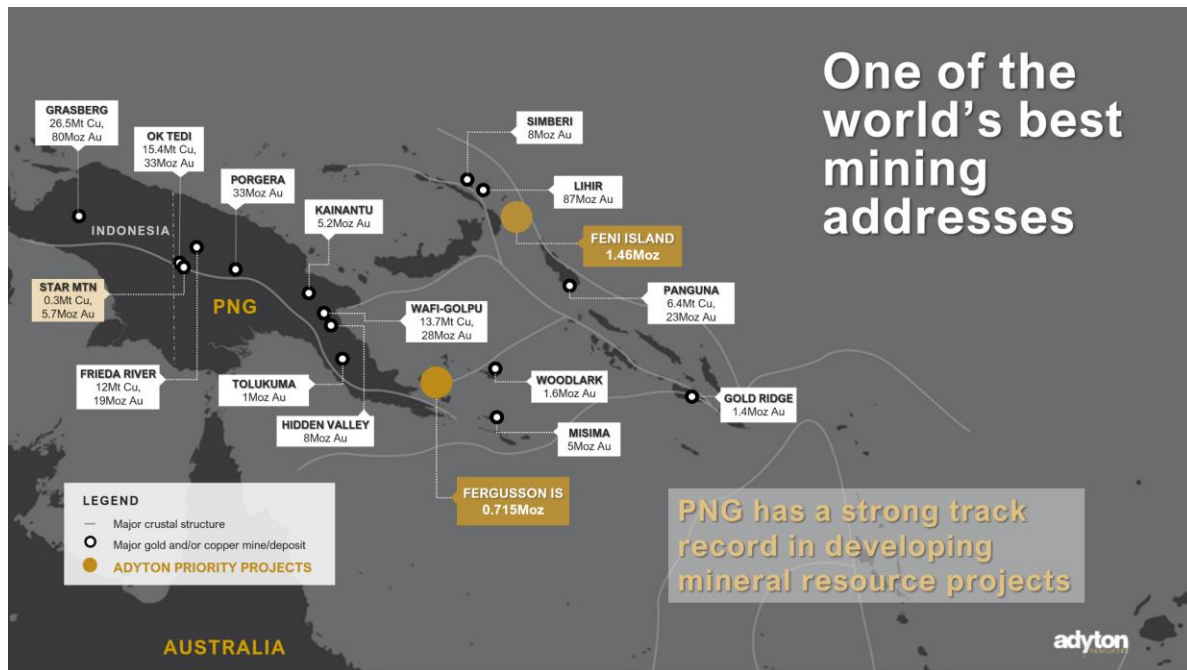 One of the
world's best
mining
addresses
GRASBERG
26.5Mt Cu,
80Moz Au
OK TEDI
15.4Mt Cu,
33Moz Au
PORGERA
33Moz Au
KAINANTU
5.2Moz Au
SIMBERI
8Moz Au
LIHIR
87Moz Au
INDONESIA
FENI ISLAND
1.46Moz
STAR MTN
0.3Mt Cu,
5.7Moz Au
PNG
WAFI-GOLPU
13.7Mt Cu,
28Moz Au
PANGUNA
6.4Mt Cu,
23Moz Au
FRIEDA RIVER
12Mt Cu,
19Moz Au
TOLUKUMA
1Moz Au
HIDDEN VALLEY
8Moz Au
WOODLARK
1.6Moz Au
MISIMA
5Moz Au
GOLD RIDGE
1.4Moz Au
FERGUSSON IS
0.715Moz
LEGEND
Major crustal structure
Major gold and/or copper mine/deposit
ADYTON PRIORITY PROJECTS
PNG has a strong track
record in developing
mineral resource projects
AUSTRALIA
adyton